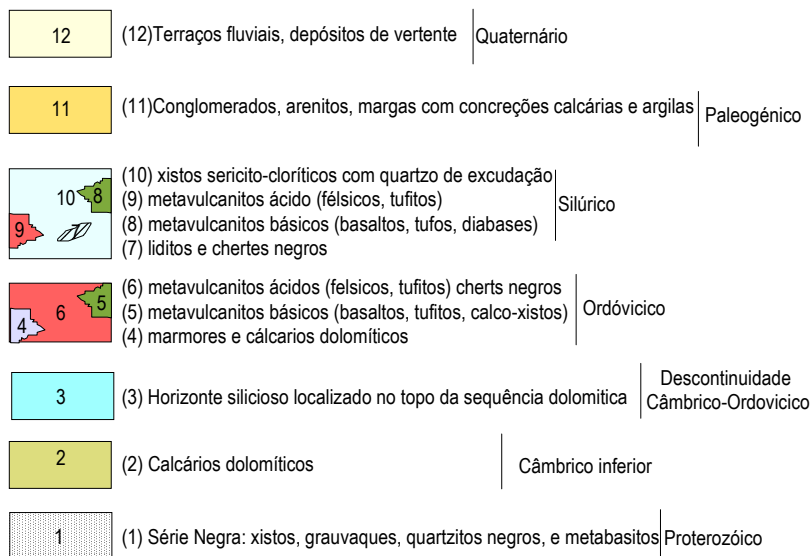 12 (12)Terraços fluviais, depósitos de vertente Quaternário
11 (11)Conglomerados, arenitos, margas com concreções calcárias e argilas Paleogénico
(10) xistos sericito-cloríticos com quartzo de excudação
10 8 (9) metavulcanitos ácido (félsicos, tufitos) Silúrico
9 (8) metavulcanitos básicos (basaltos, tufos, diabases)
(7) liditos e chertes negros
(6) metavulcanitos ácidos (felsicos, tufitos) cherts negros
6 5 (5) metavulcanitos básicos (basaltos, tufitos, calco-xistos) Ordóvicico
4 (4) marmores e cálcarios dolomíticos
3 (3) Horizonte silicioso localizado no topo da sequência dolomitica Descontinuidade
Câmbrico-Ordovicico
2 (2) Calcários dolomíticos Câmbrico inferior
1 (1) Série Negra: xistos, grauvaques, quartzitos negros, e metabasitos Proterozóico